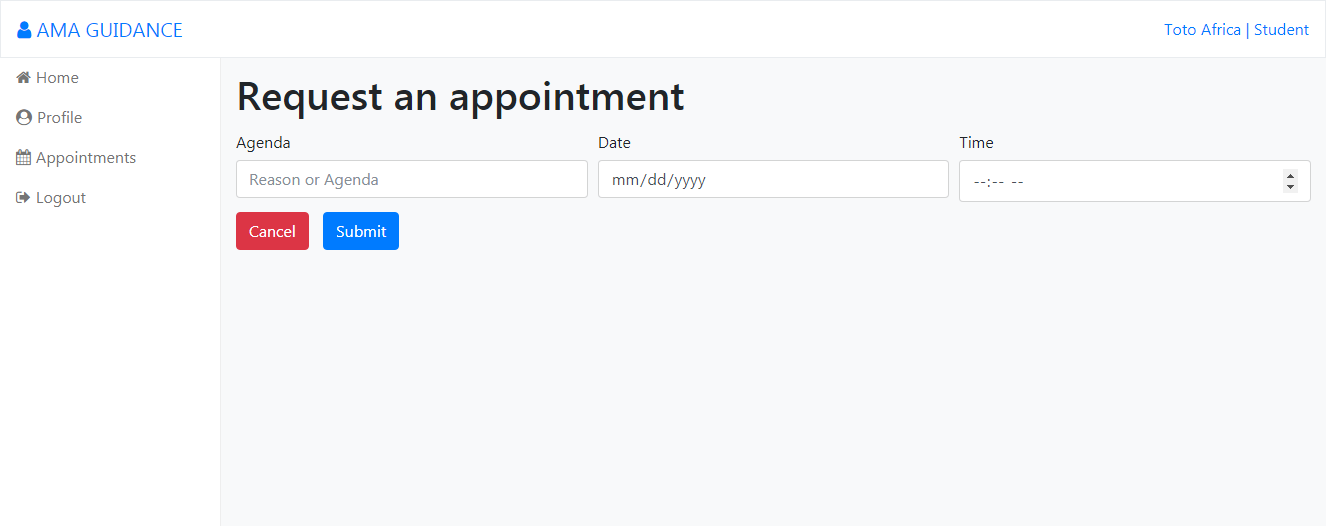 AMA GUIDANCE
Toto Africa | Student
Home
Profile
Appointments
Logout
Request an appointment
Agenda
Date
Time
Reason or Agenda
mm/dd/yyyy
--:-- --
Cancel
Submit